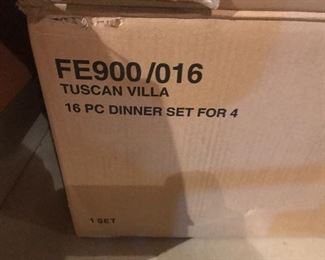 FE900/016
TUSCAN VILLA
16 PC DINNER SET FOR 4
1 SET